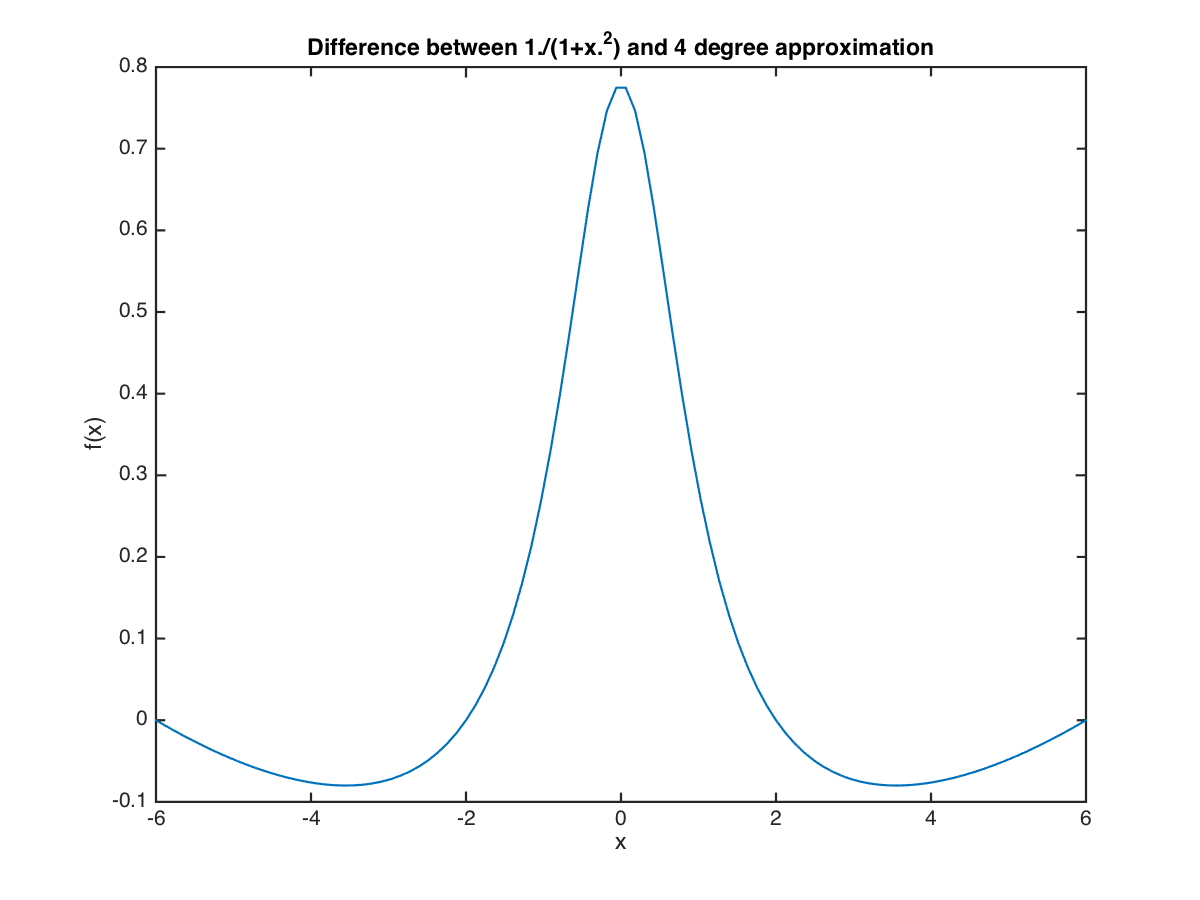 Difference between 1./(1+x.^2) and 4 degree approximation
0.8
0.7
0.6
0.5
0.4
0.3
0.2
0.1
0
-0.1
f(x)
-6 -4 -2 0 2 4 6
x